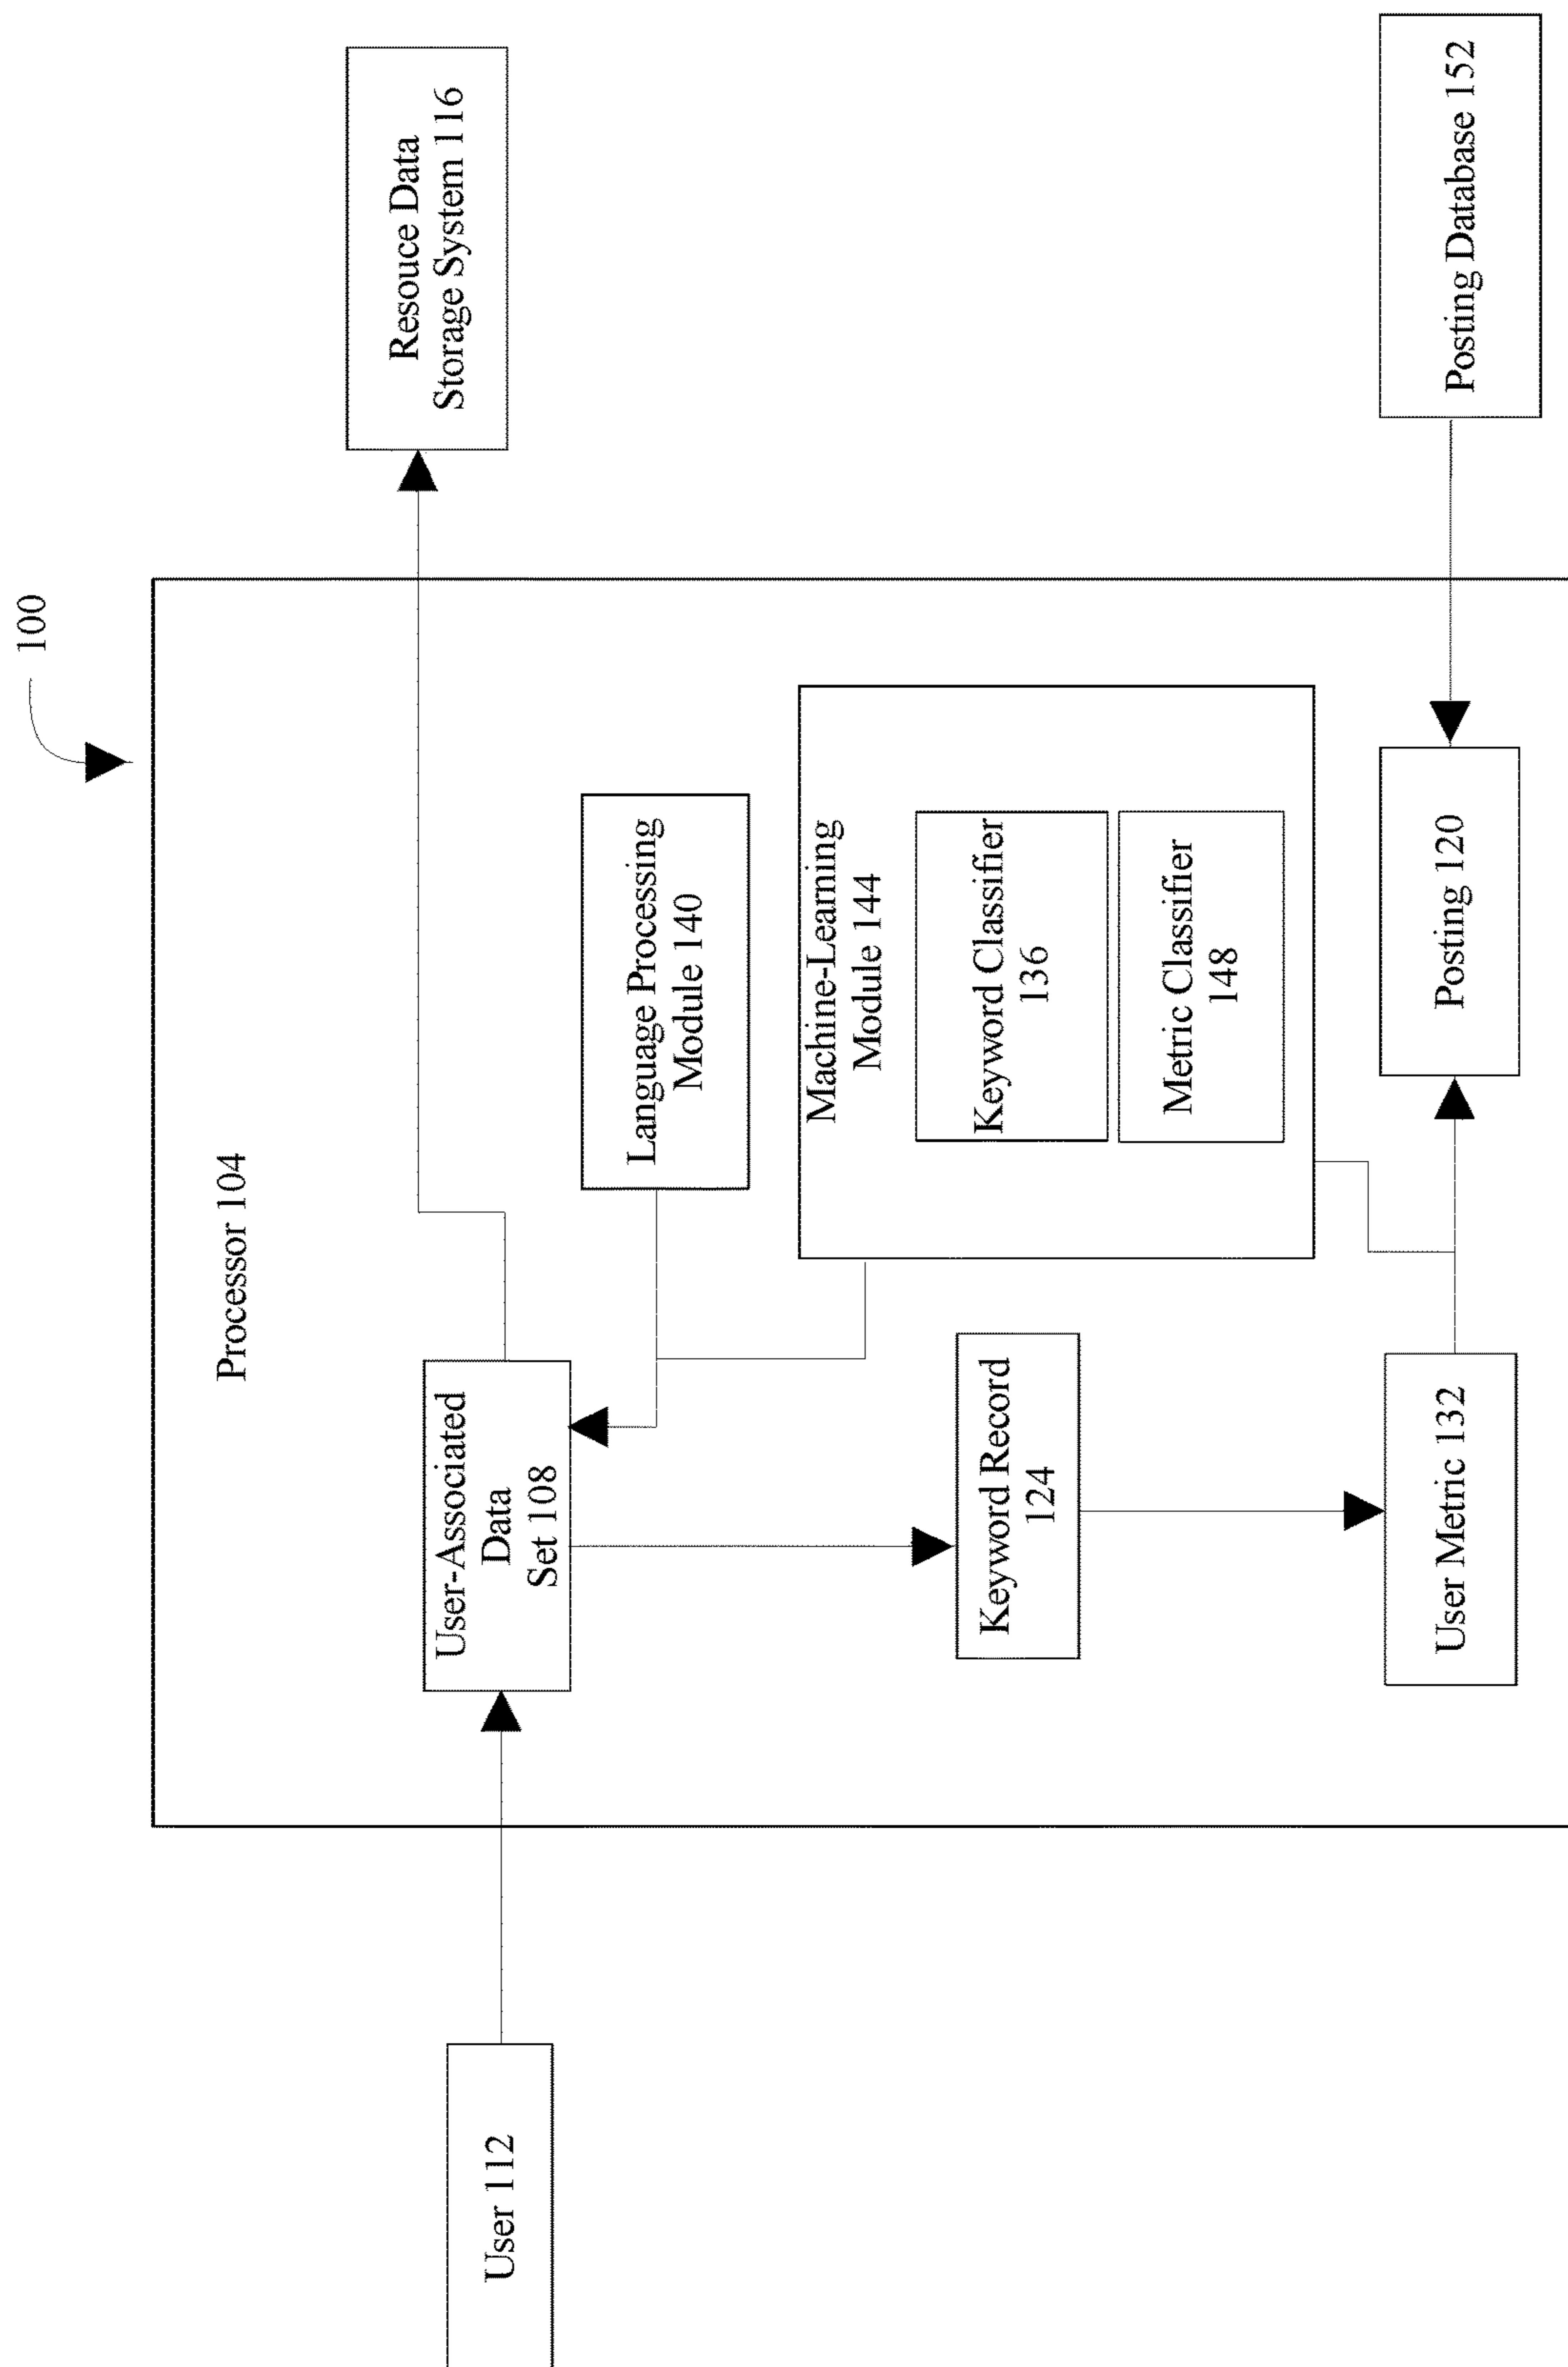 100
Processor 104
Resouce Data
Storage System 116
User 112
User-Associated
Data
Set 108
Language Processing
Module 140
Machine-Learning
Module 144
Keyword Classifier
136
Metric Classifier
148
Keyword Record
124
User Metric 132
Posting 120
Posting Database 152